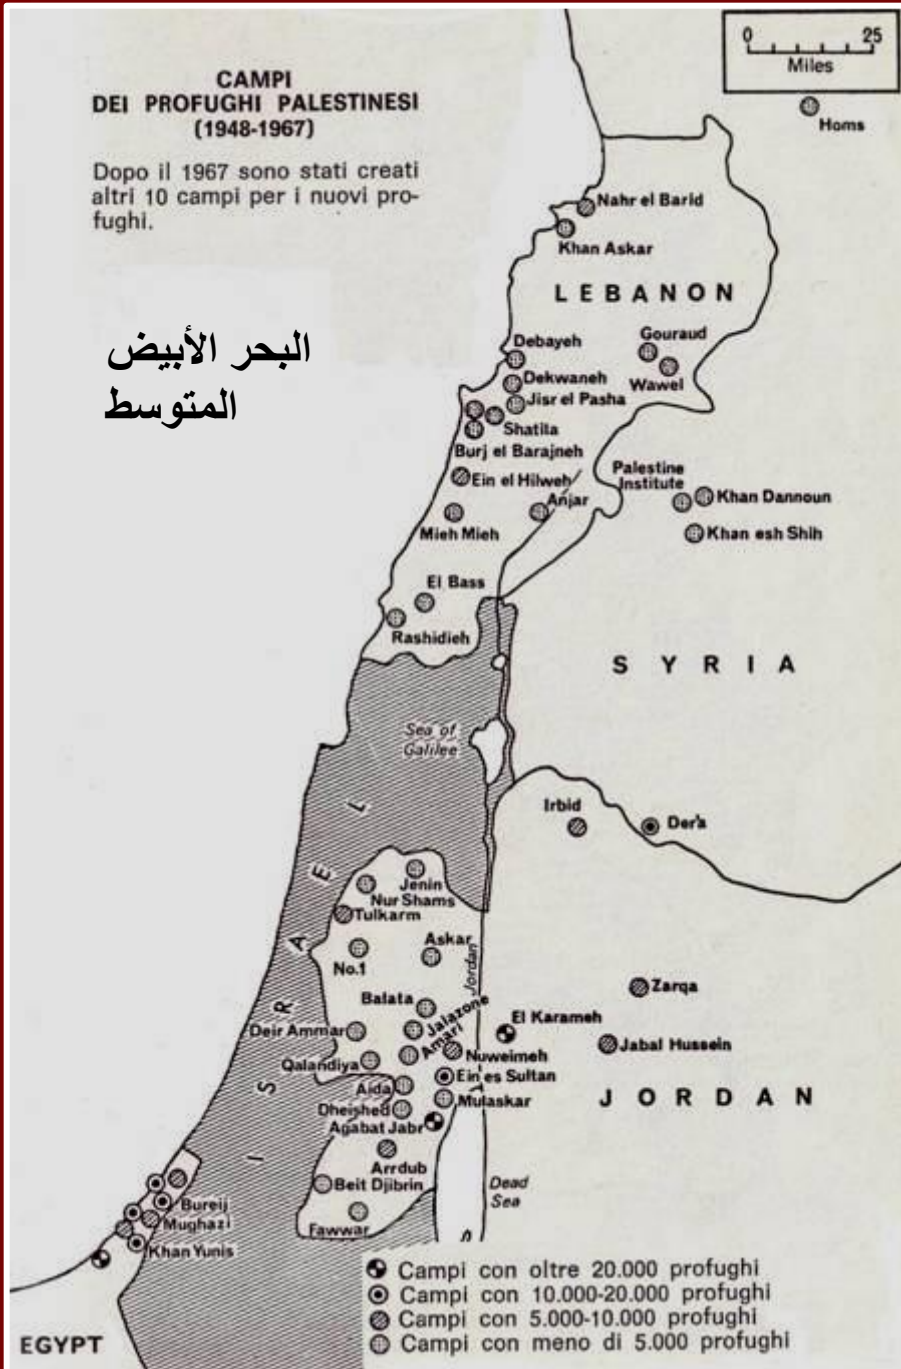 CAMPI
DEI PROFUGHI PALESTINESI
(1948-1967)
Dopo il 1967 sono stati creati
altri 10 campi per i nuovi pro-
fughi.
0 25
Miles
Homs
البحر الأبيض
المتوسط
Nahr el Barid
Khan Askar
LEBANON
Debayeh
Gouraud
Dekwaneh
Wawel
Jisr el Pasha
Shatila
Burj el Barajneh
Ein el Hilweh
Palestine
Institute
Khan Dannoun
Anjar
Mieh Mieh
Khan esh Shih
El Bass
Rashidieh
SYRIA
Sea of
Galilee
ISRAEL
Irbid
Der'a
Jenin
Nur Shams
Tulkarm
Askar
No.1
Jordan
Balata
Zarqa
Jalazone
El Karameh
Deir Ammar
Amari
Jabal Hussein
Nuweimeh
Qalandiya
Ein es Sultan
Aida
Mulaskar
JORDAN
Dheished
Agabat Jabr
Arrdub
Beit Djibrin
Dead
Sea
Bureij
Mughazi
Fawwar
Khan Yunis
Campi con oltre 20.000 profughi
Campi con 10.000-20.000 profughi
Campi con 5.000-10.000 profughi
Campi con meno di 5.000 profughi
EGYPT